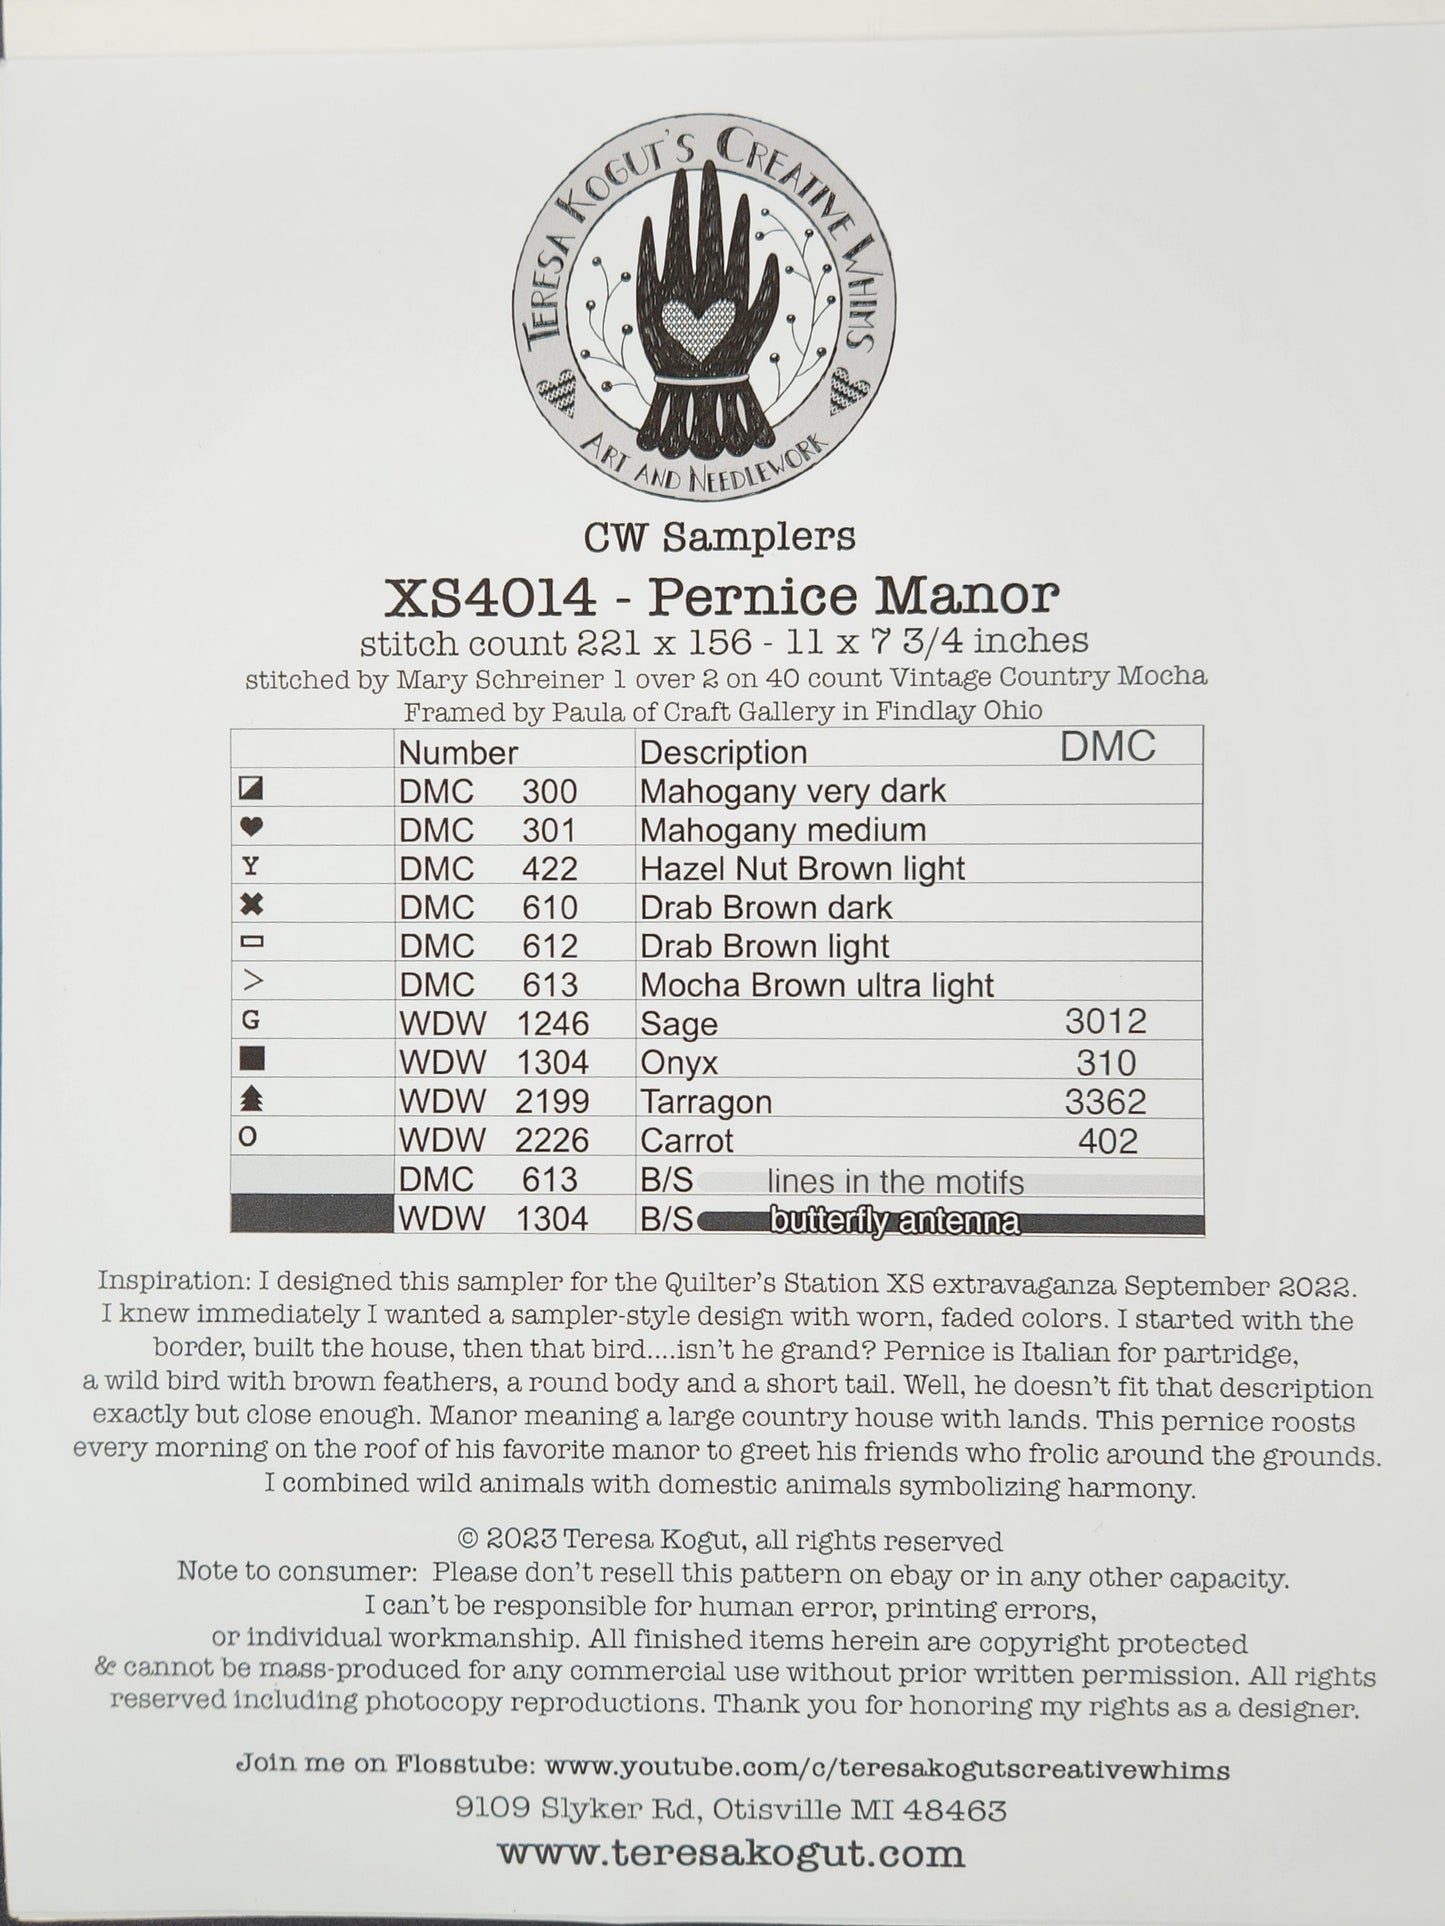 TERESA KOGUT'S CREATIVE WHIMS
ART AND NEEDLEWORK
CW Samplers
XS4014 - Pernice Manor
stitch count 221 x 156 - 11 x 7 3/4 inches
stitched by Mary Schreiner 1 over 2 on 40 count Vintage Country Mocha
Framed by Paula of Craft Gallery in Findlay Ohio
Number Description DMC
DMC 300 Mahogany very dark
DMC 301 Mahogany medium
Y DMC 422 Hazel Nut Brown light
DMC 610 Drab Brown dark
DMC 612 Drab Brown light
> DMC 613 Mocha Brown ultra light
G WDW 1246 Sage 3012
WDW 1304 Onyx 310
WDW 2199 Tarragon 3362
O WDW 2226 Carrot 402
DMC 613 B/S lines in the motifs
WDW 1304 B/S butterfly antenna
Inspiration: I designed this sampler for the Quilter's Station XS extravaganza September 2022.
I knew immediately I wanted a sampler-style design with worn, faded colors. I started with the
border, built the house, then that bird....isn't he grand? Pernice is Italian for partridge,
a wild bird with brown feathers, a round body and a short tail. Well, he doesn't fit that description
exactly but close enough. Manor meaning a large country house with lands. This pernice roosts
every morning on the roof of his favorite manor to greet his friends who frolic around the grounds.
I combined wild animals with domestic animals symbolizing harmony.
© 2023 Teresa Kogut, all rights reserved
Note to consumer: Please don't resell this pattern on ebay or in any other capacity.
I can't be responsible for human error, printing errors,
or individual workmanship. All finished items herein are copyright protected
& cannot be mass-produced for any commercial use without prior written permission. All rights
reserved including photocopy reproductions. Thank you for honoring my rights as a designer.
Join me on Flosstube: www.youtube.com/c/teresakogutscreativewhims
9109 Slyker Rd, Otisville MI 48463
www.teresakogut.com